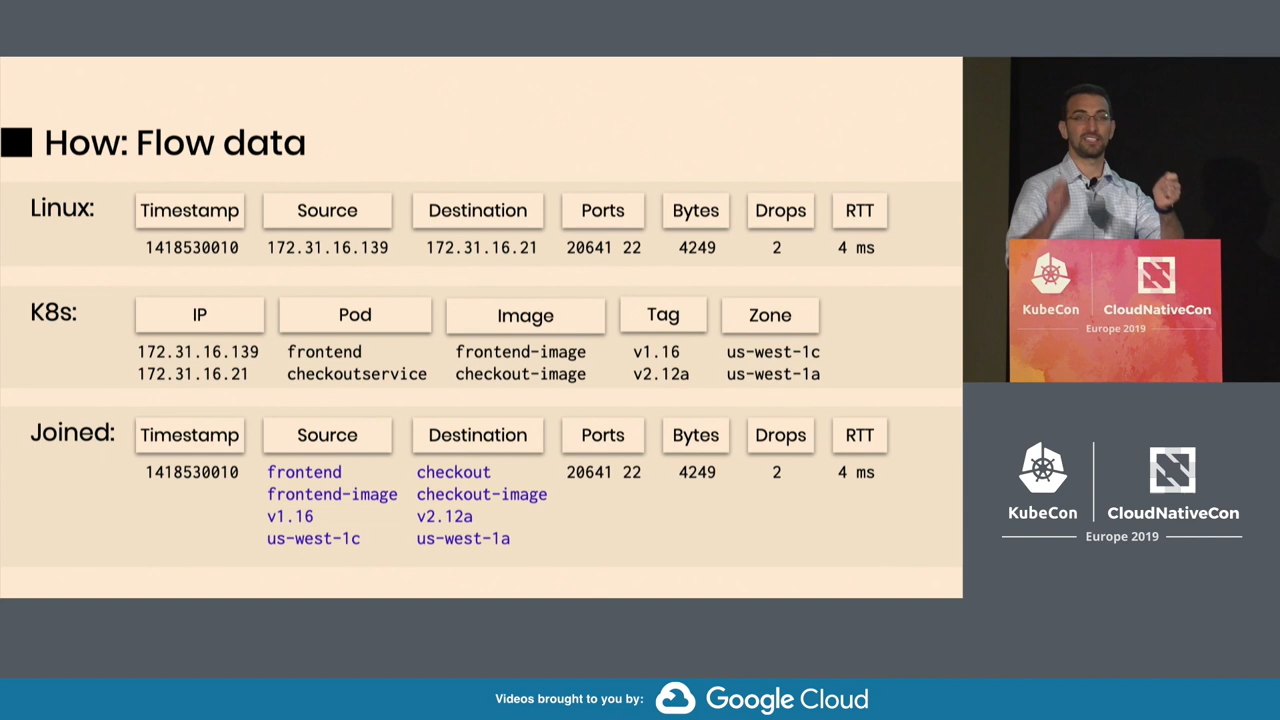 How: Flow data
Linux: Timestamp Source Destination Ports Bytes Drops RTT
1418530010 172.31.16.139 172.31.16.21 20641 22 4249 2 4 ms
K8s: IP Pod Image Tag Zone
172.31.16.139 frontend frontend-image v1.16 us-west-1c
172.31.16.21 checkoutservice checkout-image v2.12a us-west-1a
Joined: Timestamp Source Destination Ports Bytes Drops RTT
1418530010 frontend checkout 20641 22 4249 2 4 ms
frontend-image checkout-image
v1.16 v2.12a
us-west-1c us-west-1a
KubeCon CloudNativeCon
Europe 2019
KubeCon CloudNativeCon
Europe 2019
Videos brought to you by: Google Cloud